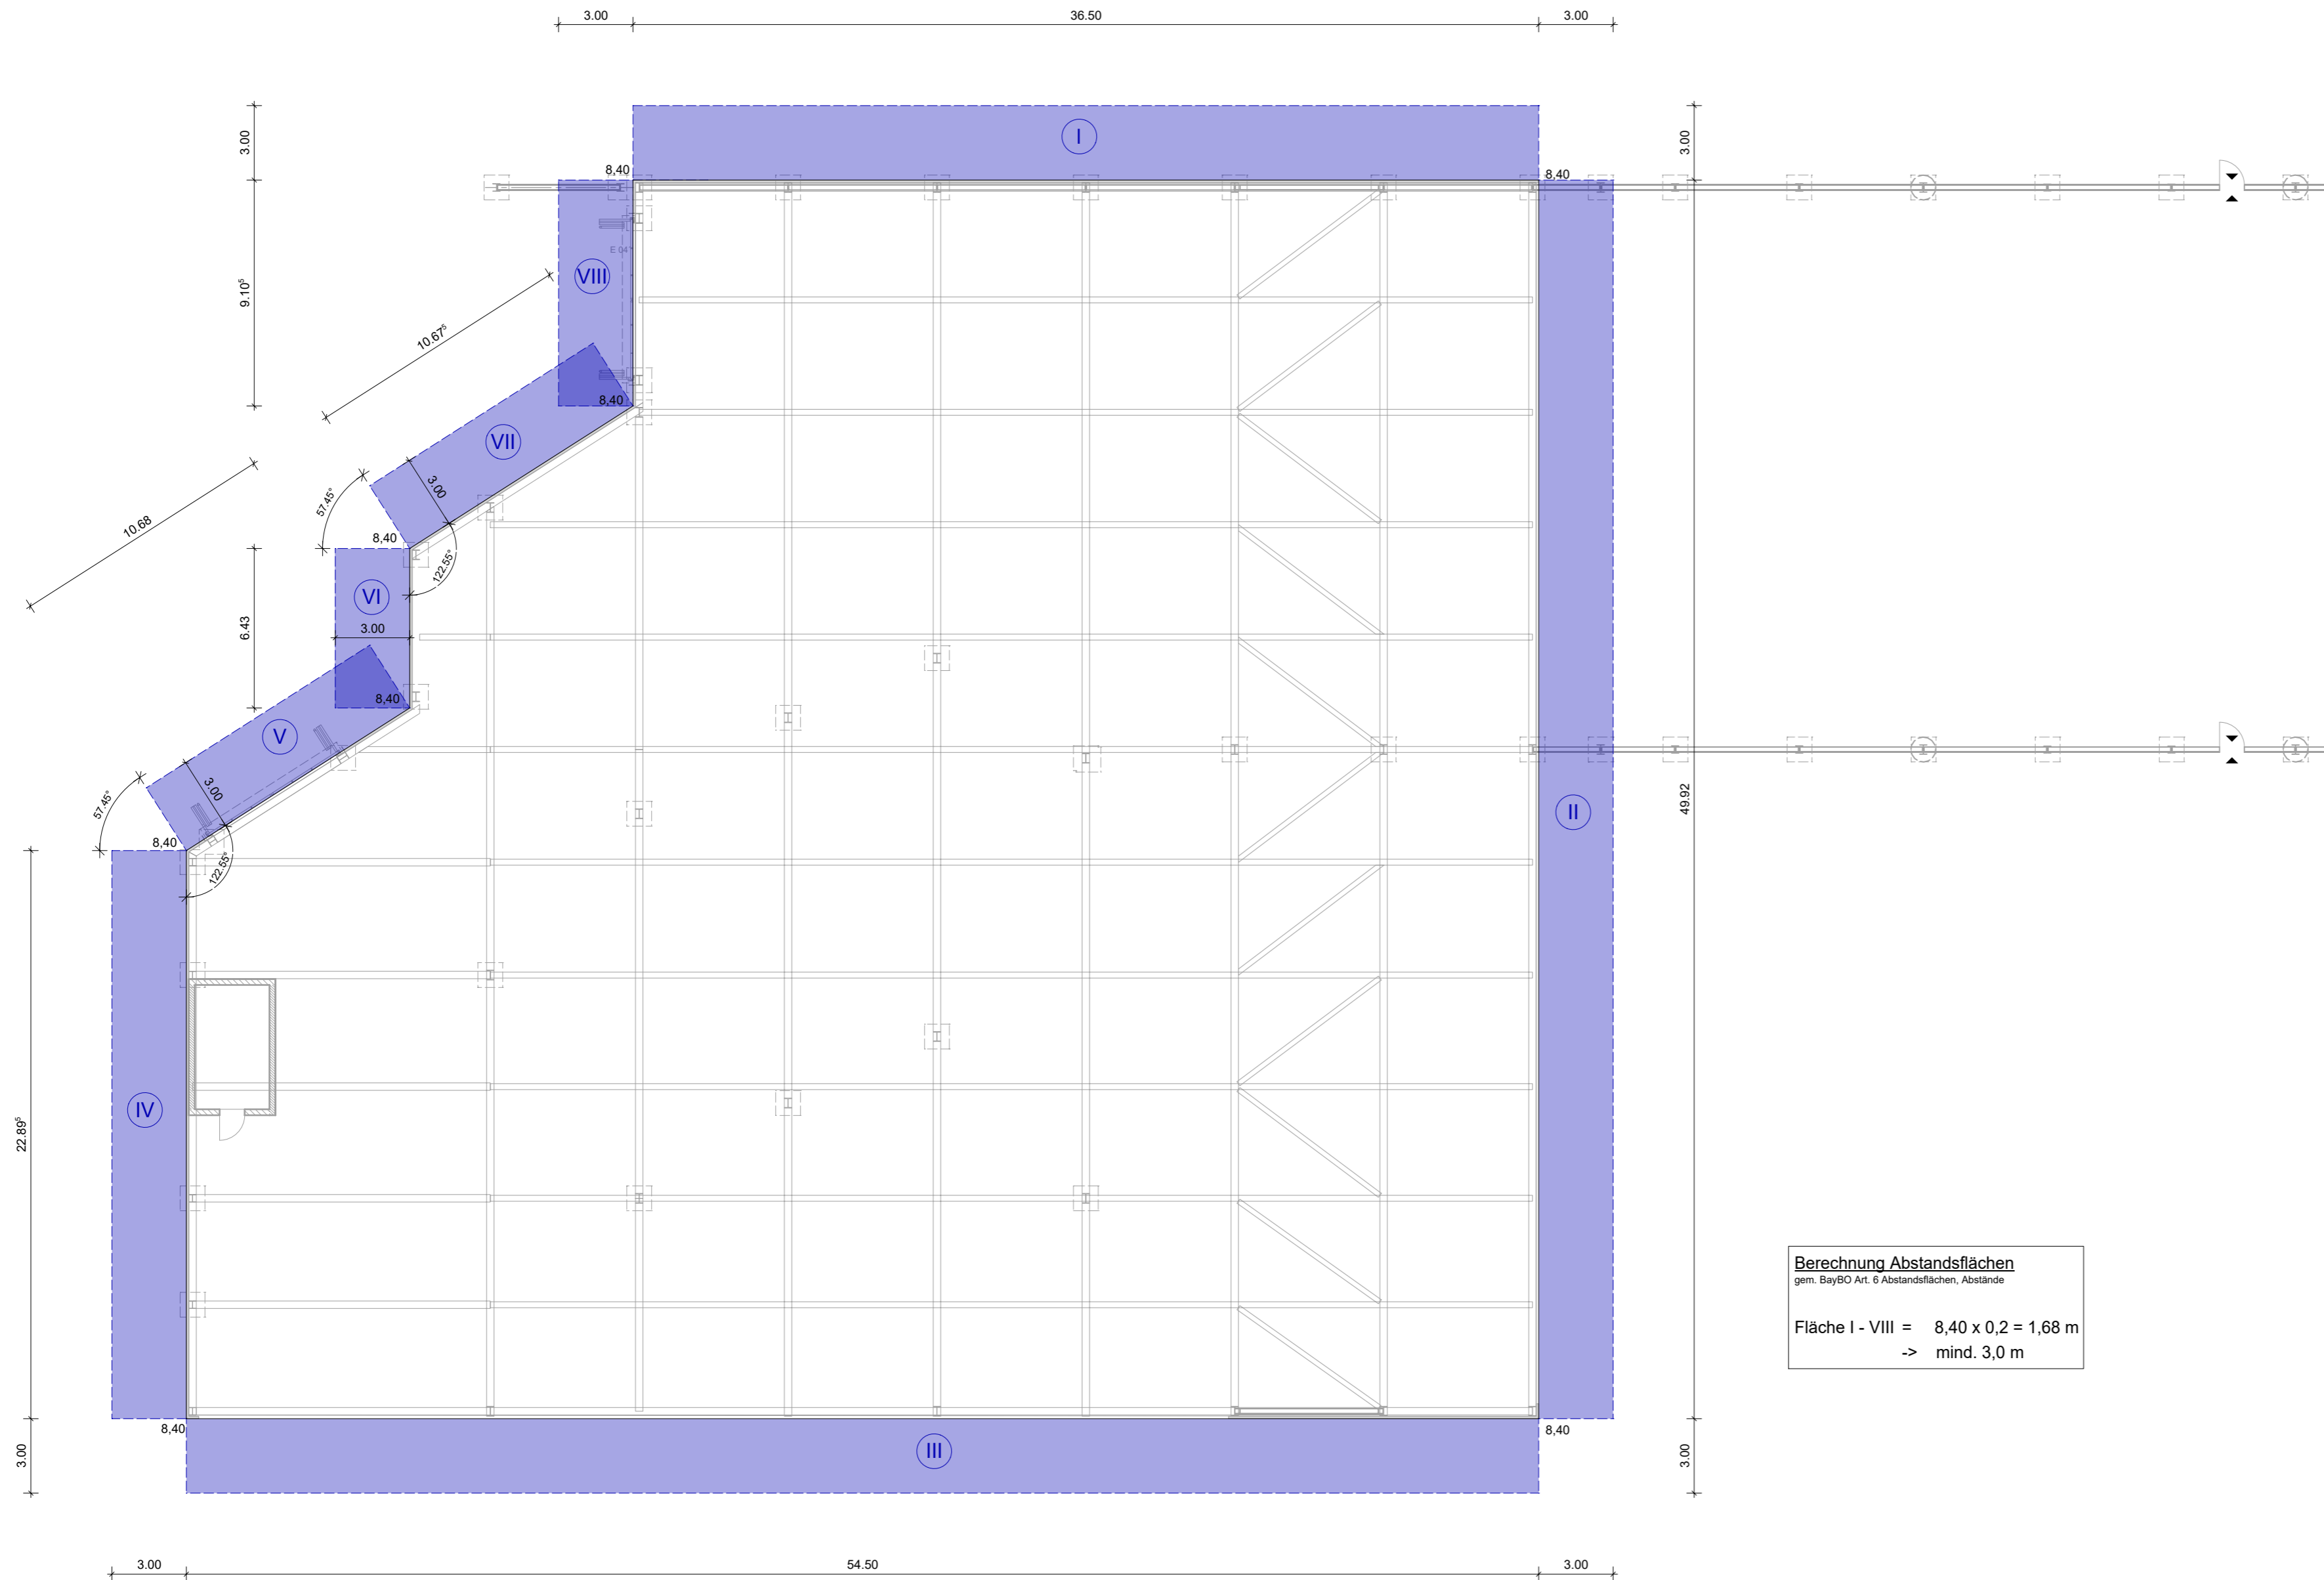 3.00
36.50
3.00
3.00
I
3.00
8,40
8,40
VIII
E 04
9.10⁵
10.67⁵
8,40
VII
3.00
57.45°
10.68
8,40
122.55°
VI
6.43
3.00
8,40
V
3.00
57.45°
49.92
II
8,40
122.55°
IV
22.89⁵
Berechnung Abstandsflächen
gem. BayBO Art. 6 Abstandsflächen, Abstände
Fläche I - VIII = 8,40 x 0,2 = 1,68 m
-> mind. 3,0 m
8,40
8,40
3.00
III
3.00
3.00
54.50
3.00